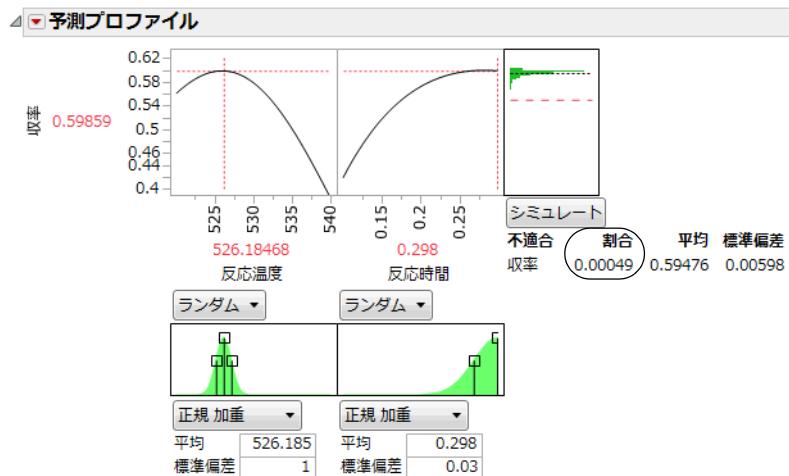 予測プロファイル
収率
0.59859
0.62
0.58
0.54
0.5
0.46
0.44
0.4
525
530
535
540
0.15
0.2
0.25
526.18468
反応温度
0.298
反応時間
シミュレート
不適合 割合 平均 標準偏差
収率 0.00049 0.59476 0.00598
ランダム ランダム
正規 加重 正規 加重
平均 526.185 平均 0.298
標準偏差 1 標準偏差 0.03